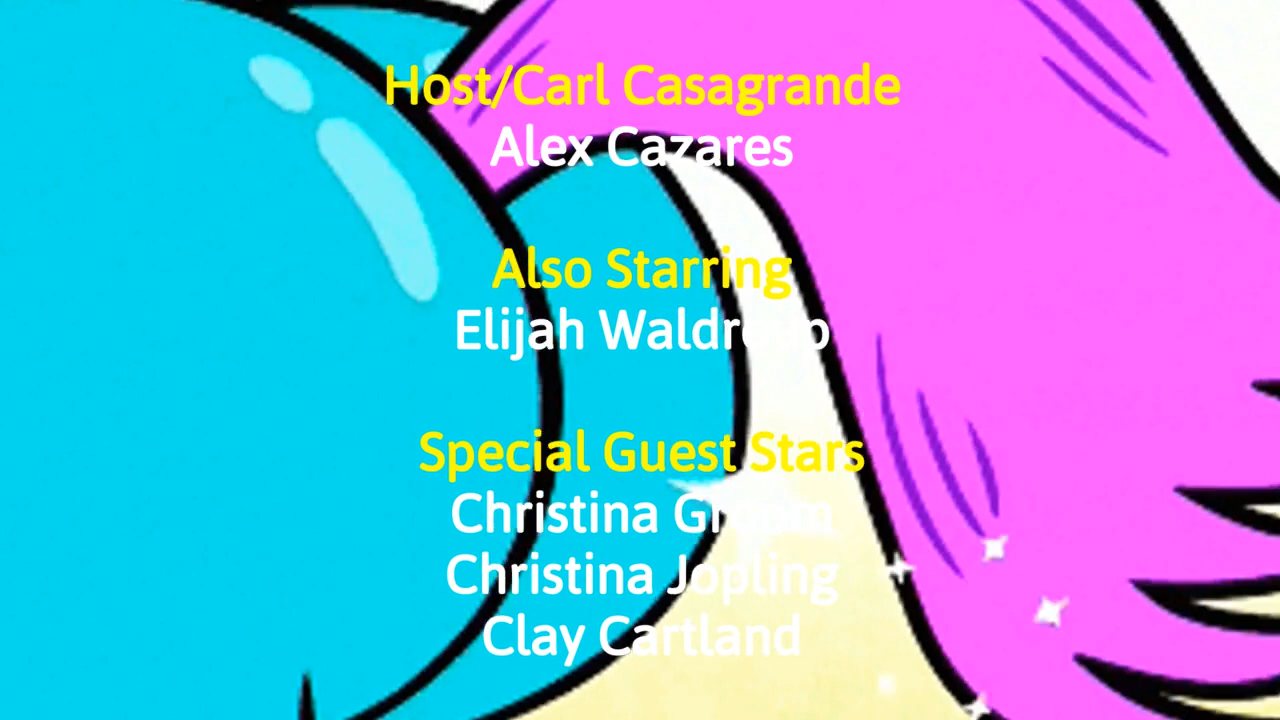 Host/Carl Casagrande
Alex Cazares
Also Starring
Elijah
Special Guest Stars
Christina
Christina Jopling
Clay Cartland